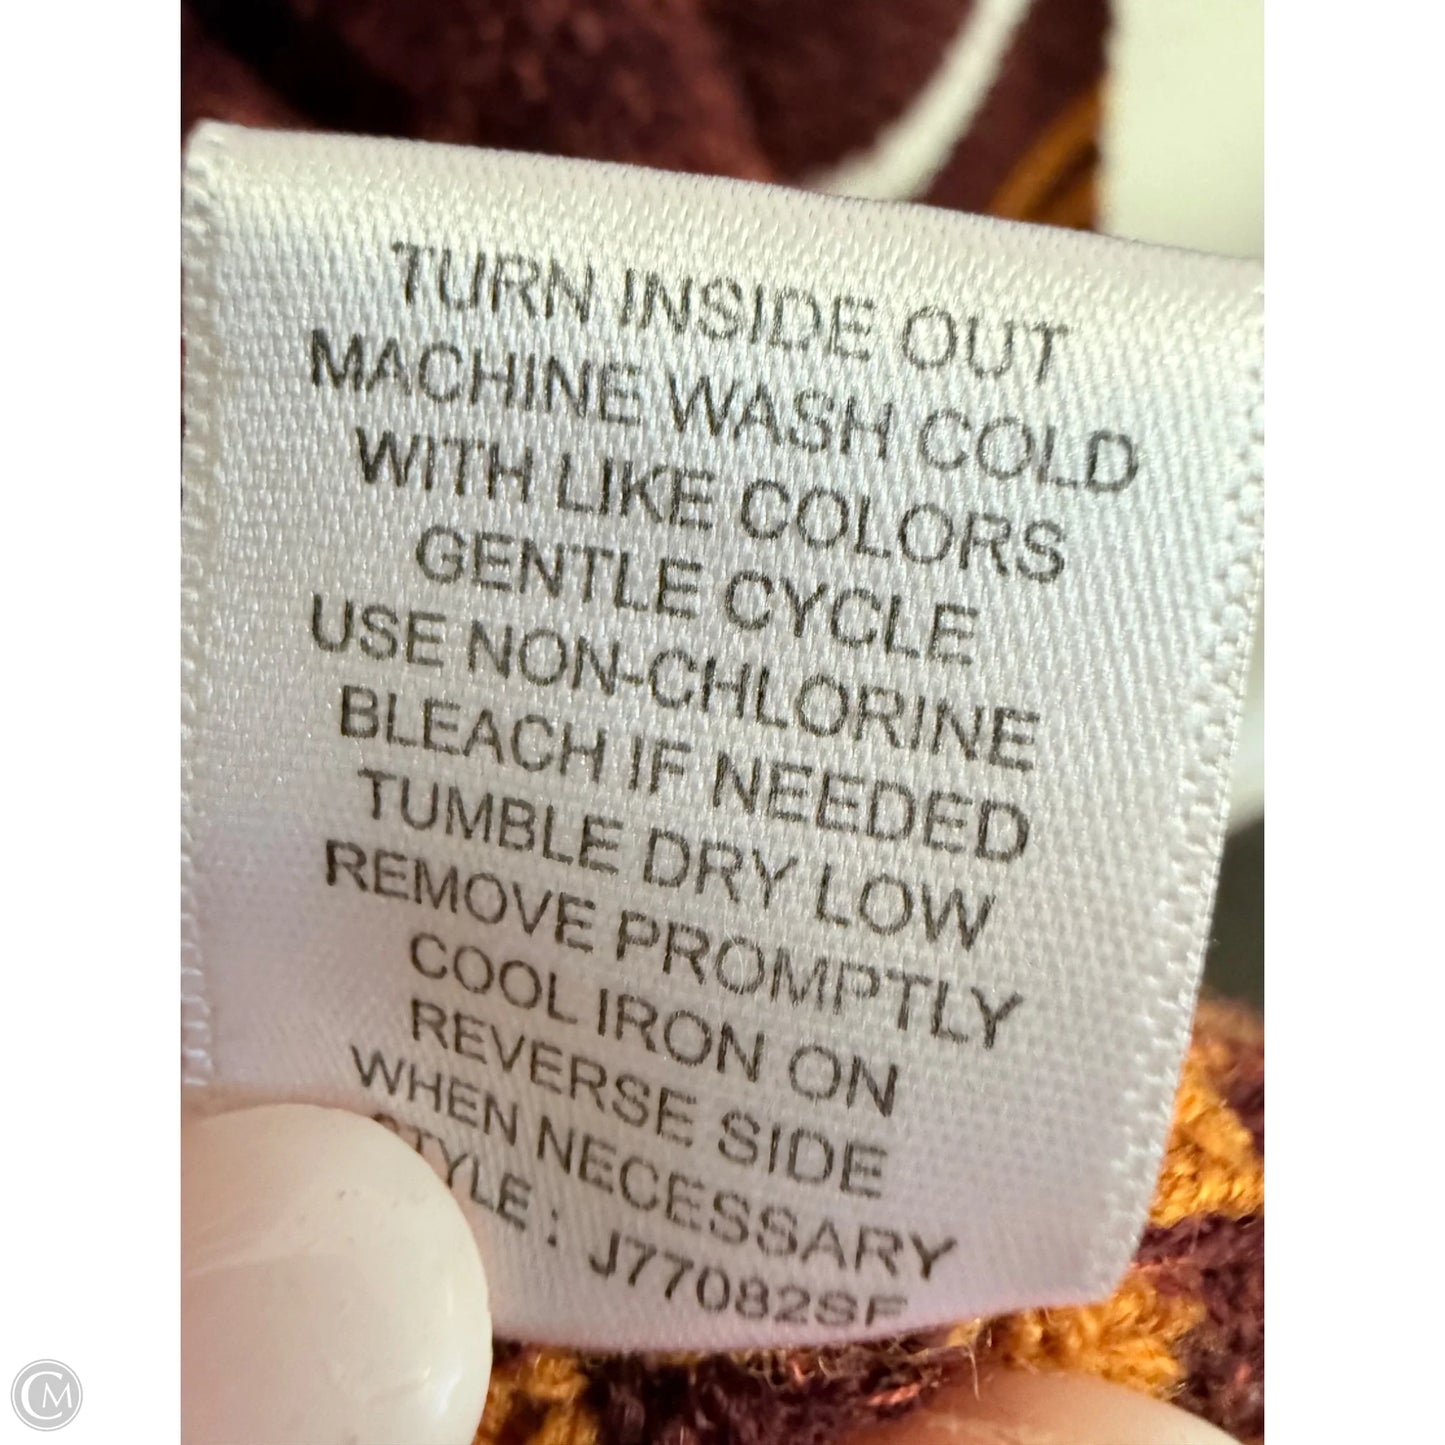 TURN INSIDE OUT
MACHINE WASH COLD
WITH LIKE COLORS
GENTLE CYCLE
USE NON-CHLORINE
BLEACH IF NEEDED
TUMBLE DRY LOW
REMOVE PROMPTLY
COOL IRON ON
REVERSE SIDE
WHEN NECESSARY
STYLE : J77082SF
CM